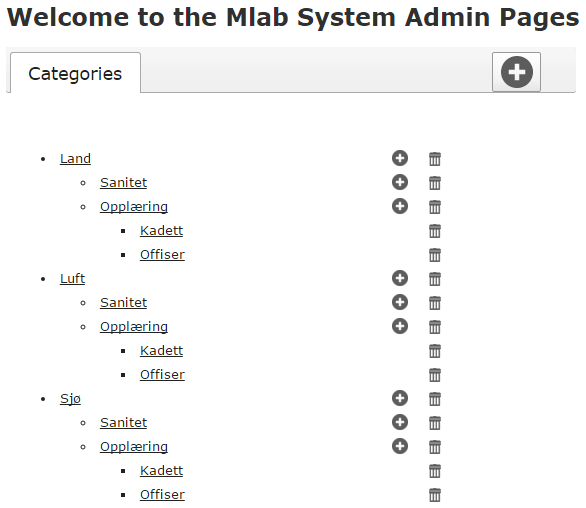 Welcome to the Mlab System Admin Pages
Categories
Land
Sanitet
Opplæring
Kadett
Offiser
Luft
Sanitet
Opplæring
Kadett
Offiser
Sjø
Sanitet
Opplæring
Kadett
Offiser